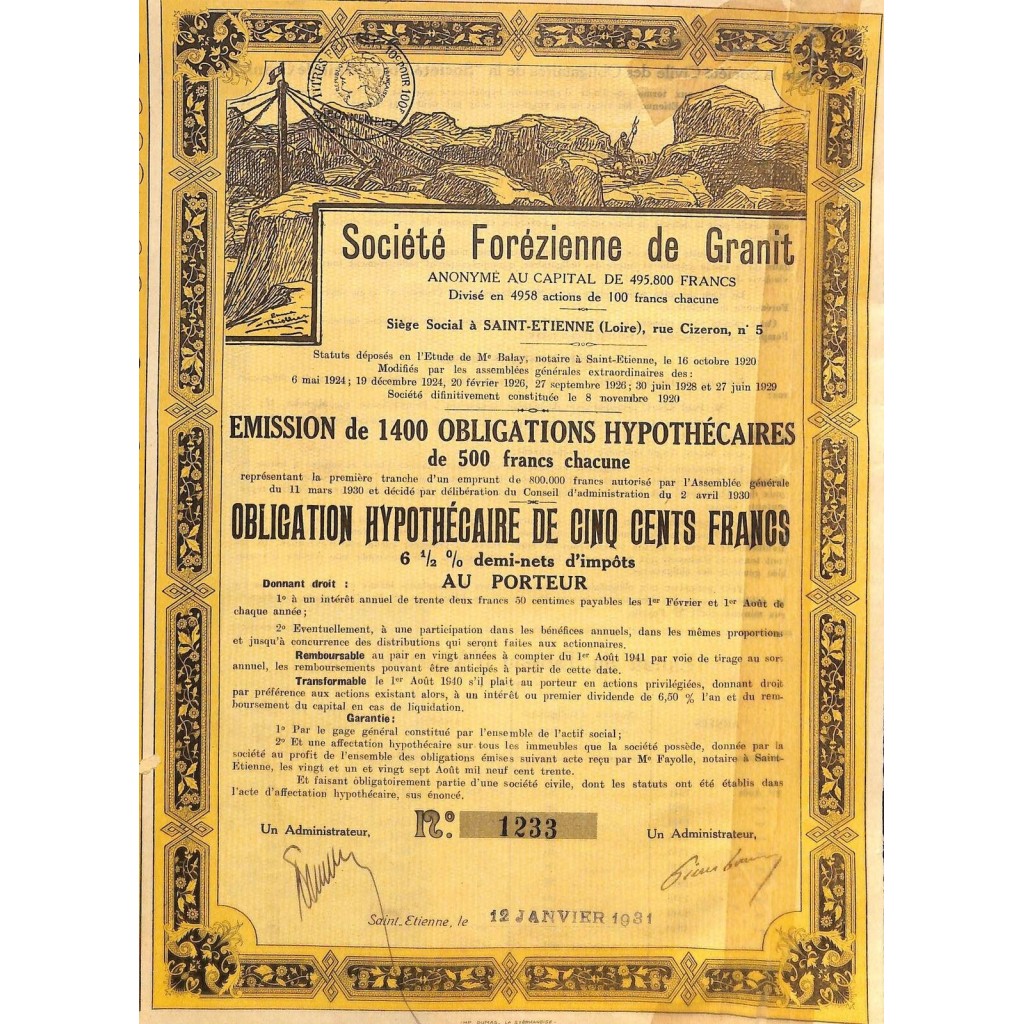 TITRES
10c POUR 100F
ABONNEMENT
Société Forézienne de Granit
ANONYME AU CAPITAL DE 495.800 FRANCS
Divisé en 4958 actions de 100 francs chacune
Siège Social à SAINT-ETIENNE (Loire), rue Cizeron, n° 5
Statuts déposés en l'Etude de Me Balay, notaire à Saint-Etienne, le 16 octobre 1920
Modifiés par les assemblées générales extraordinaires des:
6 mai 1924; 19 décembre 1924, 20 février 1926, 27 septembre 1926; 30 juin 1928 et 27 juin 1929
Société difinitivement constituée le 8 novembre 1920
EMISSION de 1400 OBLIGATIONS HYPOTHÉCAIRES
de 500 francs chacune
représentant la première tranche d'un emprunt de 800.000 francs autorisé par l'Assemblée générale
du 11 mars 1930 et décidé par délibération du Conseil d'administration du 2 avril 1930
OBLIGATION HYPOTHÉCAIRE DE CINQ CENTS FRANCS
6 1/2 % demi-nets d'impôts
AU PORTEUR
Donnant droit :
1o à un intérêt annuel de trente deux francs 50 centimes payables les 1er Février et 1er Août de
chaque année;
2o Eventuellement, à une participation dans les bénéfices annuels, dans les mêmes proportions
et jusqu'à concurrence des distributions qui seront faites aux actionnaires.
Remboursable au pair en vingt années à compter du 1er Août 1941 par voie de tirage au sort
annuel, les remboursements pouvant être anticipés à partir de cette date.
Transformable le 1er Août 1940 s'il plait au porteur en actions privilégiées, donnant droit
par préférence aux actions existant alors, à un intérêt ou premier dividende de 6,50 % l'an et du rem-
boursement du capital en cas de liquidation.
Garantie:
1o Par le gage général constitué par l'ensemble de l'actif social;
2o Et une affectation hypothécaire sur tous les immeubles que la société possède, donnée par la
société au profit de l'ensemble des obligations émises suivant acte reçu par Me Fayolle, notaire à Saint-
Etienne, les vingt et un et vingt sept Août mil neuf cent trente.
Et faisant obligatoirement partie d'une société civile, dont les statuts ont été établis dans
l'acte d'affectation hypothécaire, sus énoncé.
Un Administrateur, No. 1233 Un Administrateur,
Saint-Etienne, le 12 JANVIER 1931